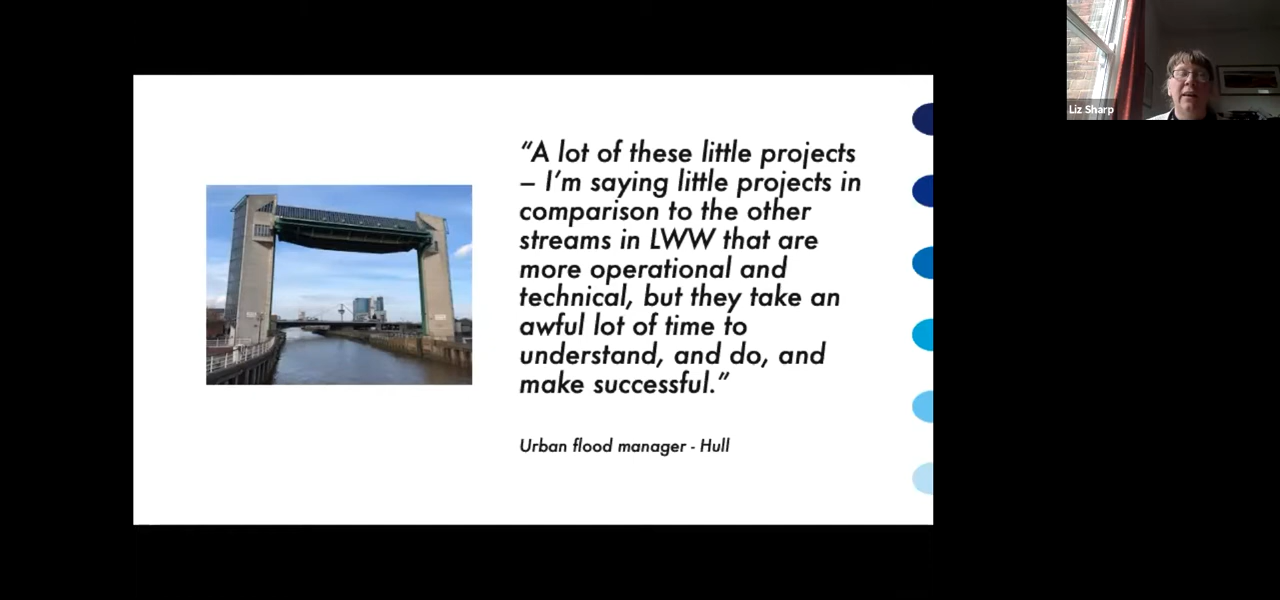 Liz Sharp
“A lot of these little projects
– I’m saying little projects in
comparison to the other
streams in LWW that are
more operational and
technical, but they take an
awful lot of time to
understand, and do, and
make successful.”
Urban flood manager - Hull